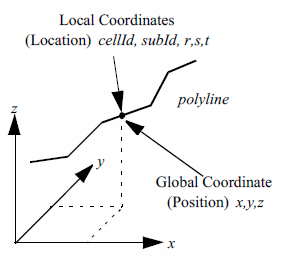 Local Coordinates
(Location) cellId, subId, r,s,t
polyline
z
y
Global Coordinate
(Position) x,y,z
x